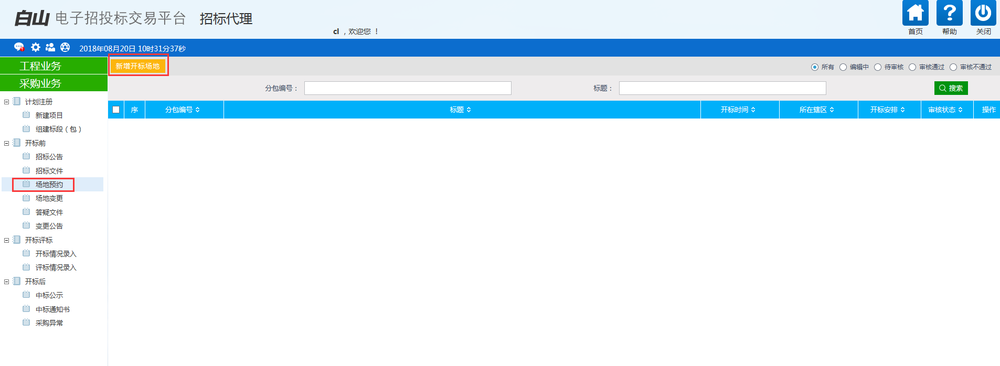 白山 电子招投标交易平台 招标代理
cl ，欢迎您 ！
首页 帮助 关闭
2018年08月20日 10时31分37秒
工程业务
采购业务
计划注册
新建项目
组建标段（包）
开标前
招标公告
招标文件
场地预约
场地变更
答疑文件
变更公告
开标评标
开标情况录入
评标情况录入
开标后
中标公示
中标通知书
采购异常
新增开标场地
所有 编辑中 待审核 审核通过 审核不通过
分包编号： 标题： 搜索
序 分包编号 标题 开标时间 所在辖区 开标安排 审核状态 操作